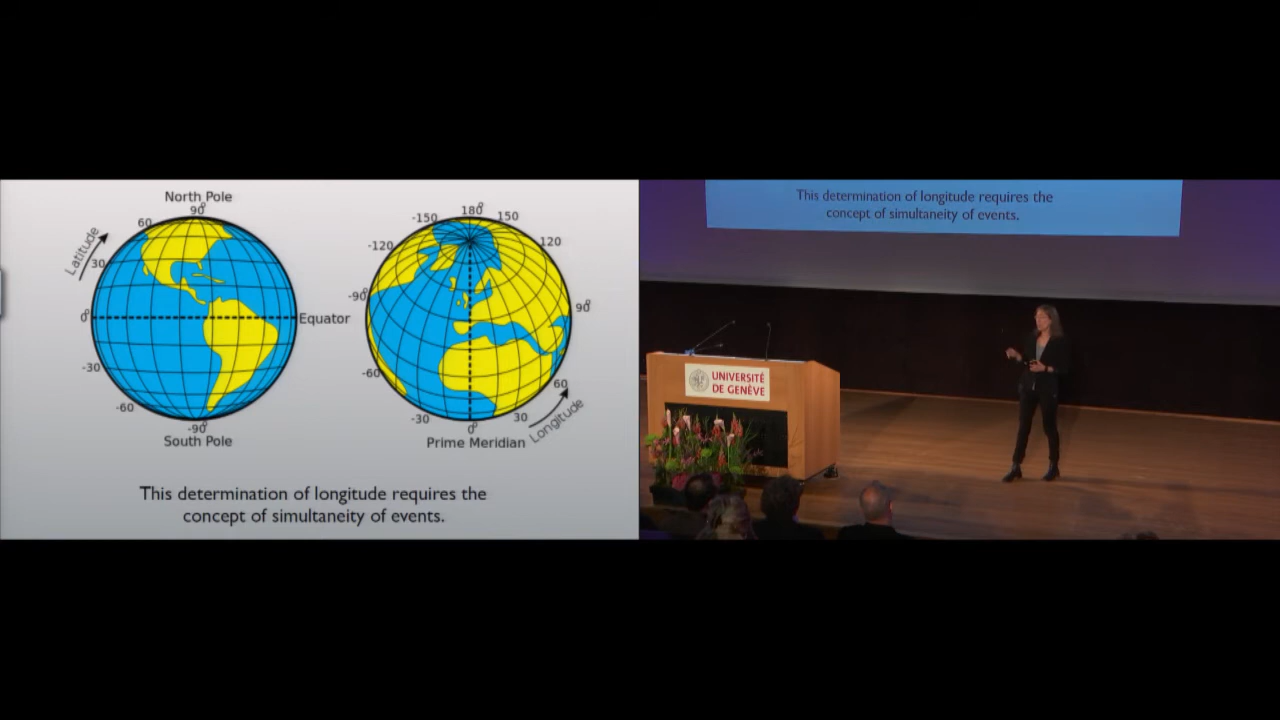 North Pole
90°
60
Latitude
30
0°
Equator
-30
-60
-90°
South Pole
180°
-150
150
-120
120
-90°
90°
-60
60
-30
30
0°
Longitude
Prime Meridian
This determination of longitude requires the
concept of simultaneity of events.
This determination of longitude requires the
concept of simultaneity of events.
UNIVERSITÉ
DE GENÈVE